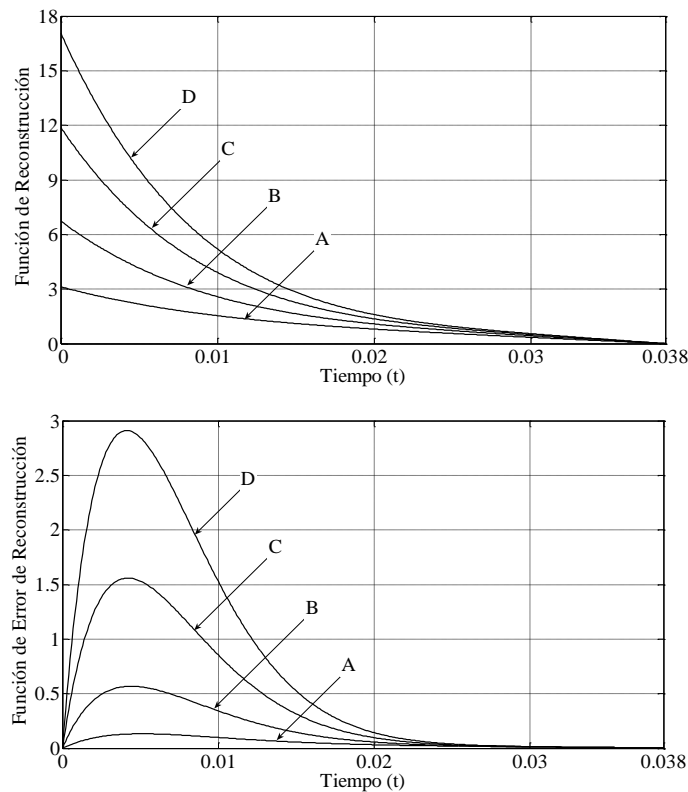 Función de Reconstrucción
18
15
12
9
6
3
0
D
C
B
A
0
0.01
0.02
0.03
0.038
Tiempo (t)
Función de Error de Reconstrucción
3
2.5
2
1.5
1
0.5
0
D
C
B
A
0
0.01
0.02
0.03
0.038
Tiempo (t)